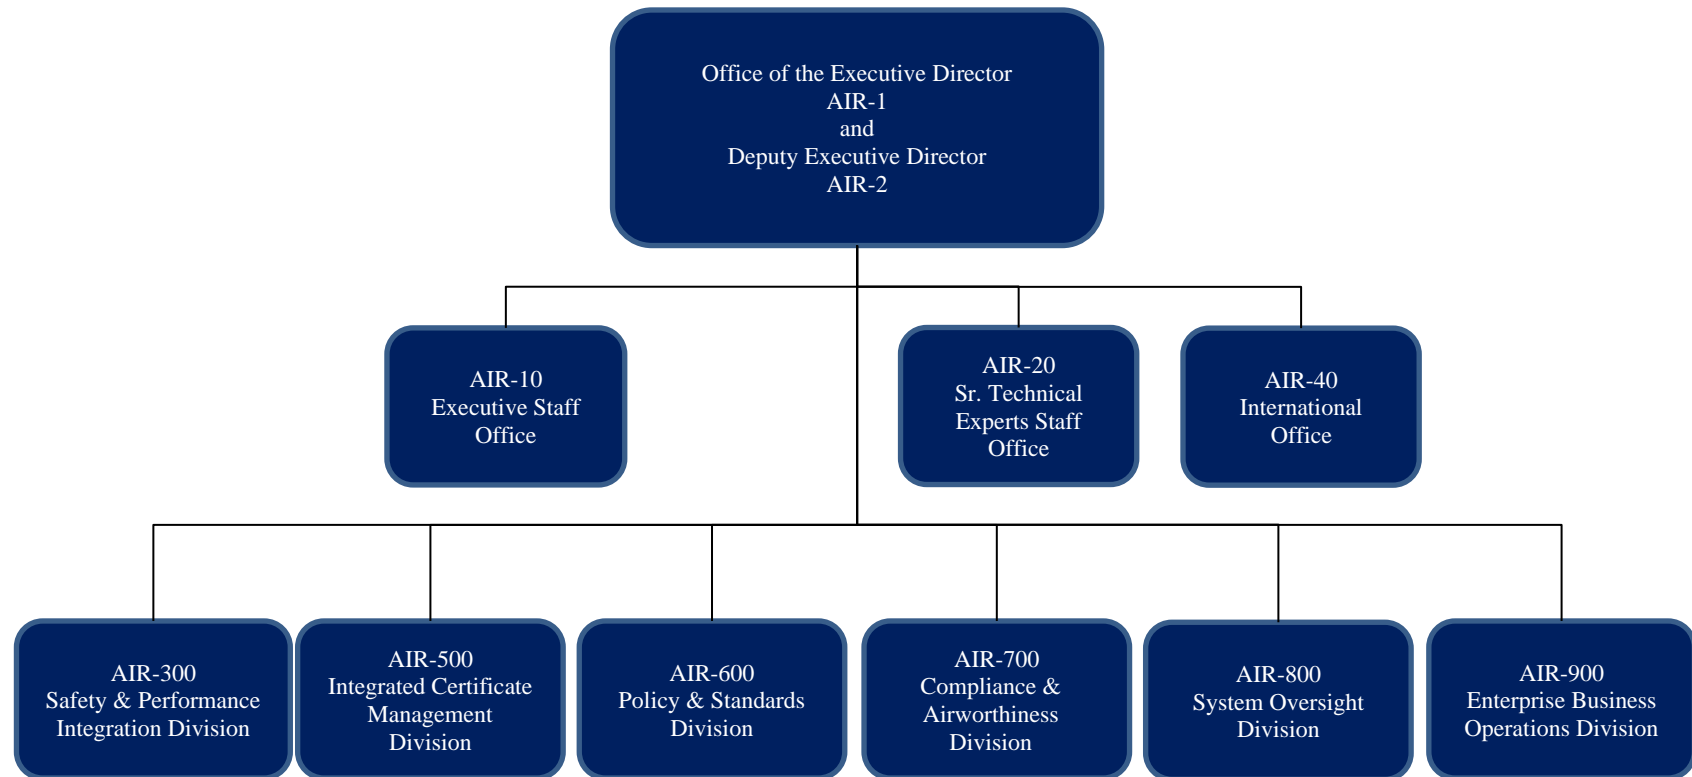 Office of the Executive Director
AIR-1
and
Deputy Executive Director
AIR-2
AIR-10
Executive Staff
Office
AIR-20
Sr. Technical
Experts Staff
Office
AIR-40
International
Office
AIR-300
Safety & Performance
Integration Division
AIR-500
Integrated Certificate
Management
Division
AIR-600
Policy & Standards
Division
AIR-700
Compliance &
Airworthiness
Division
AIR-800
System Oversight
Division
AIR-900
Enterprise Business
Operations Division